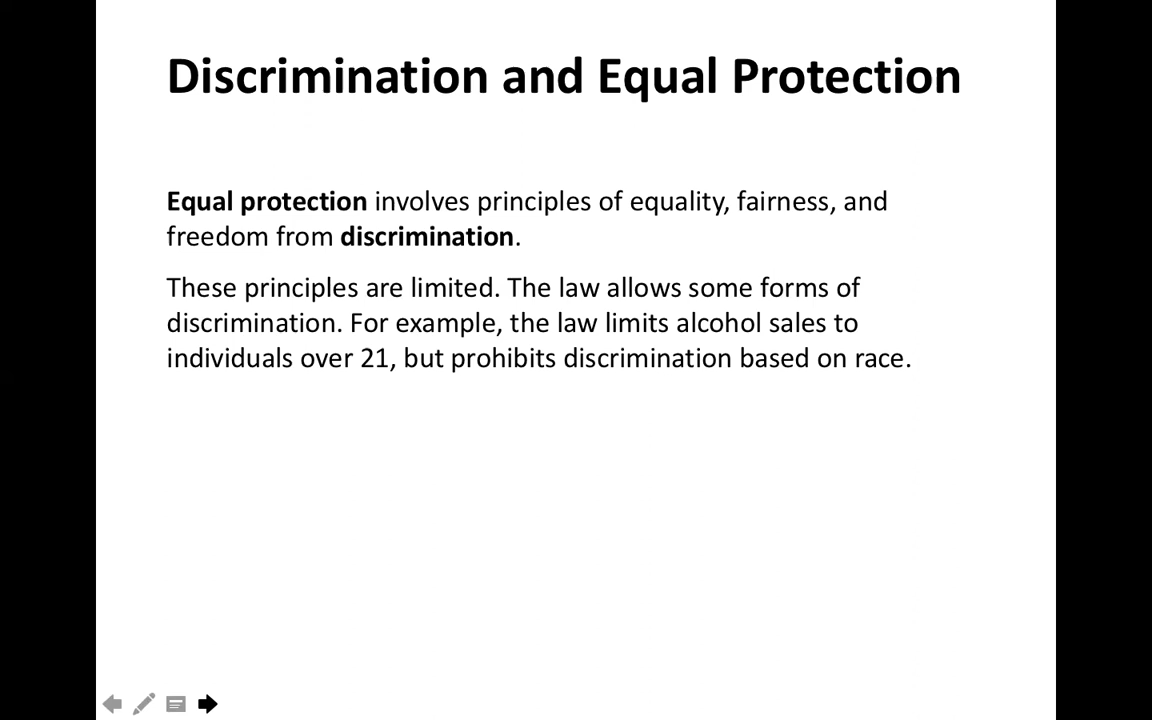 Discrimination and Equal Protection
Equal protection involves principles of equality, fairness, and
freedom from discrimination.
These principles are limited. The law allows some forms of
discrimination. For example, the law limits alcohol sales to
individuals over 21, but prohibits discrimination based on race.